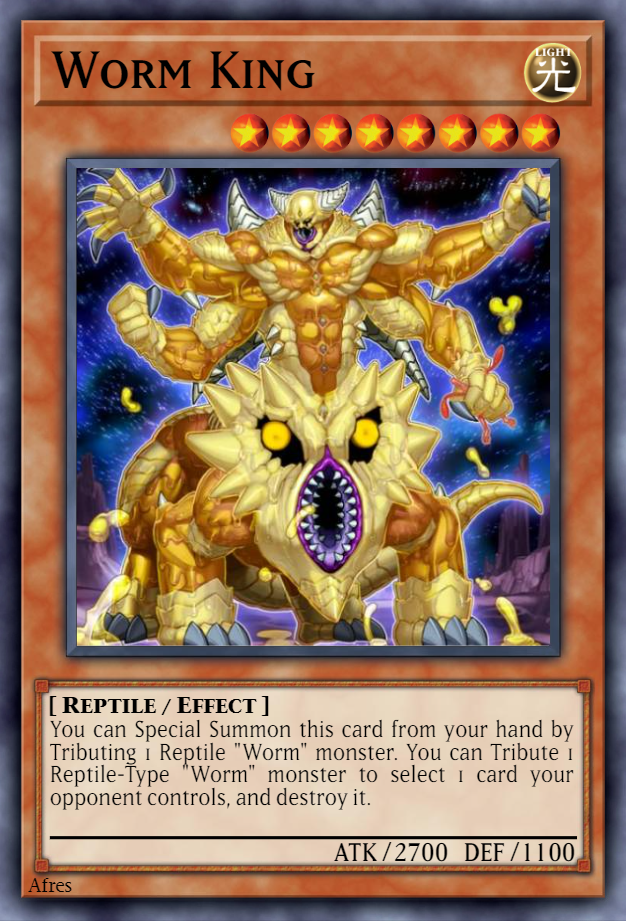 Worm King
LIGHT
光
[ Reptile / Effect ]
You can Special Summon this card from your hand by
Tributing 1 Reptile "Worm" monster. You can Tribute 1
Reptile-Type "Worm" monster to select 1 card your
opponent controls, and destroy it.
ATK/2700 DEF/1100
Afres